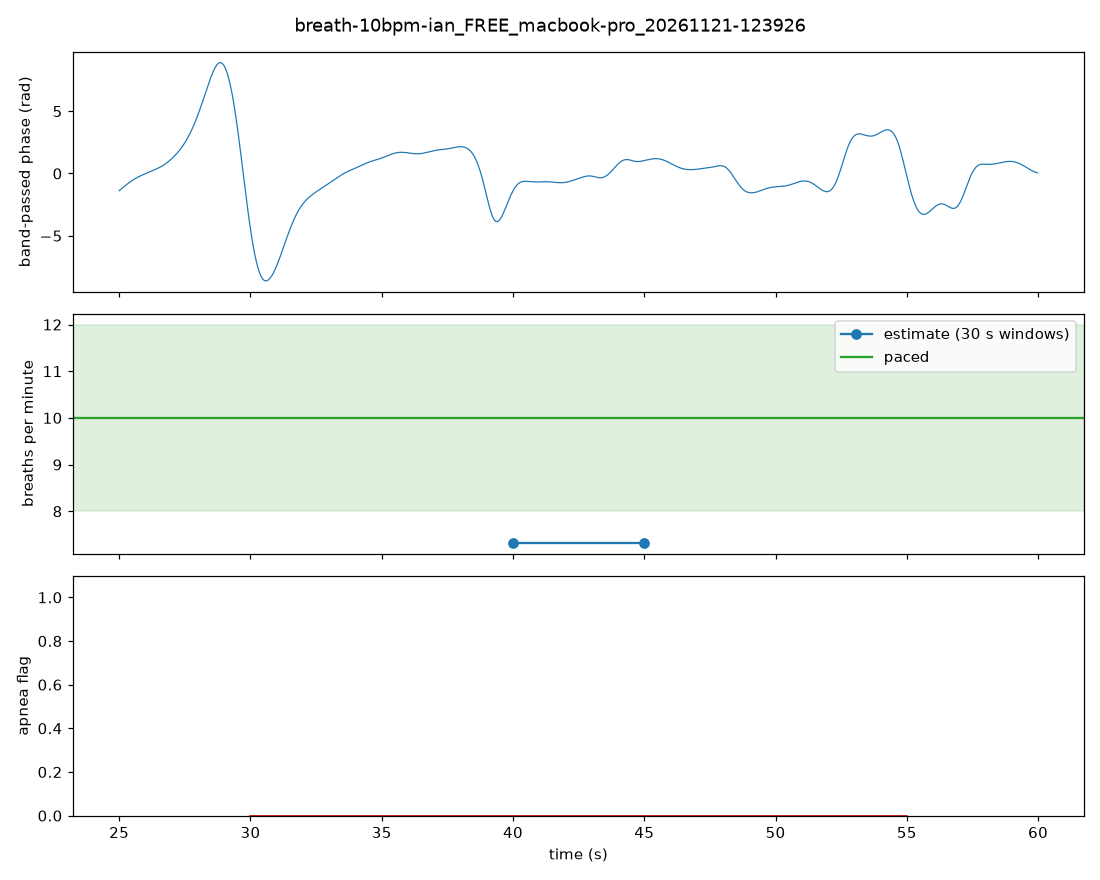 breath-10bpm-ian_FREE_macbook-pro_20261121-123926
band-passed phase (rad)
5
0
−5
breaths per minute
12
11
10
9
8
estimate (30 s windows)
paced
apnea flag
1.0
0.8
0.6
0.4
0.2
0.0
25 30 35 40 45 50 55 60
time (s)